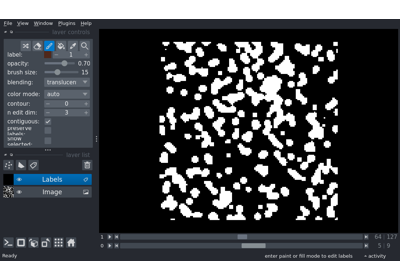 File View Window Plugins Help
layer controls
label: 1
opacity: 0.70
brush size: 15
blending: translucen
color mode: auto
contour: 0
n edit dim: 3
contiguous:
preserve
labels:
show
selected:
layer list
Labels
Image
1 64 127
0 5 9
Ready enter paint or fill mode to edit labels activity